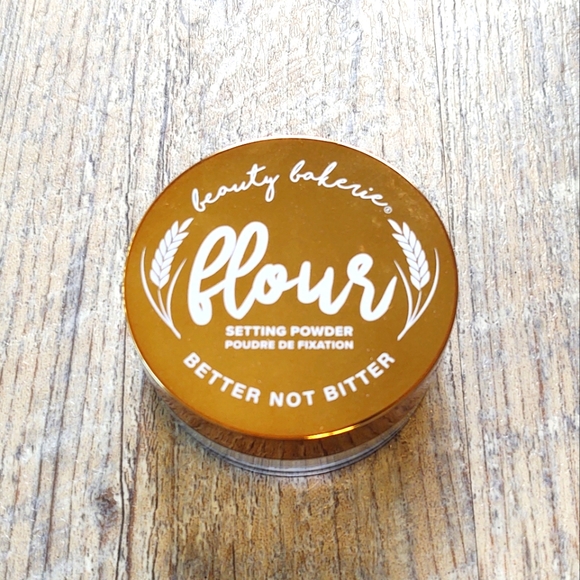 beauty bakerie®
flour
SETTING POWDER
POUDRE DE FIXATION
BETTER NOT BITTER